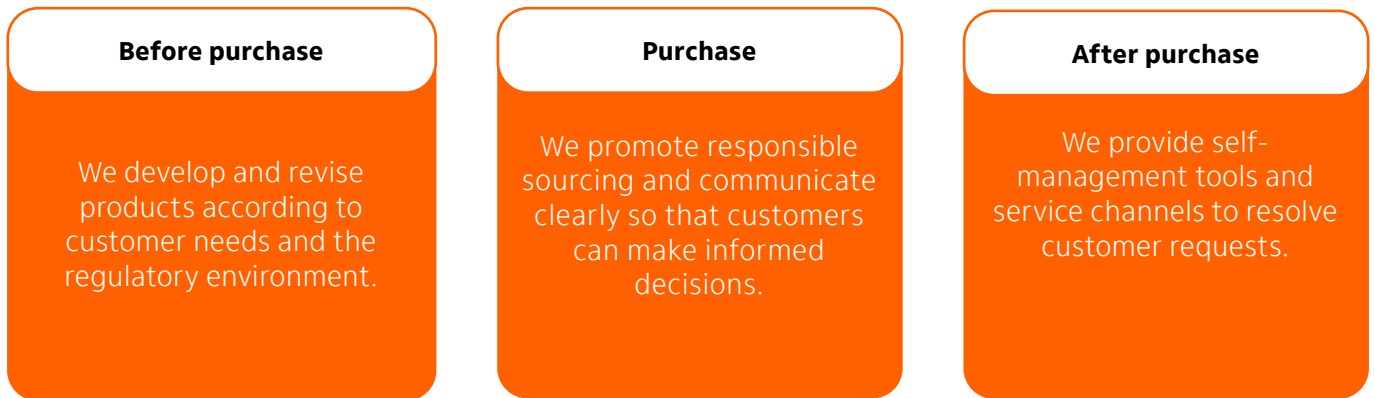 Before purchase
We develop and revise
products according to
customer needs and the
regulatory environment.
Purchase
We promote responsible
sourcing and communicate
clearly so that customers
can make informed
decisions.
After purchase
We provide self-
management tools and
service channels to resolve
customer requests.